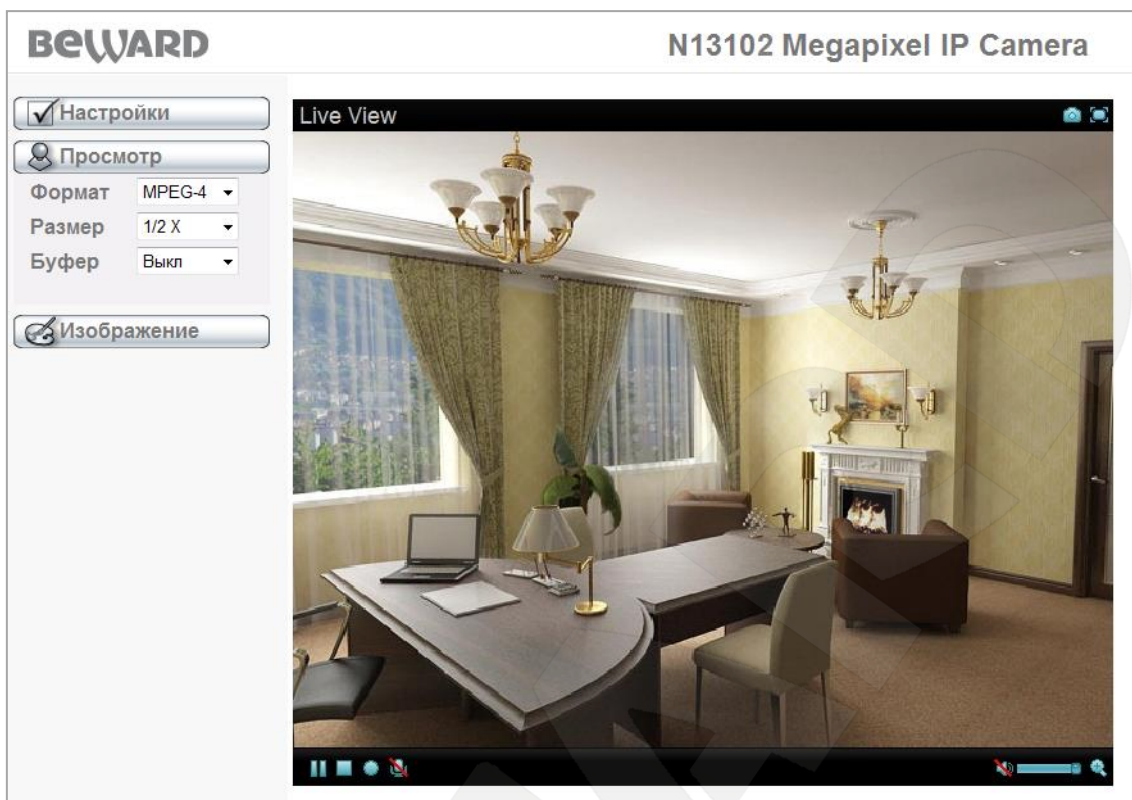 BEWARD
N13102 Megapixel IP Camera
Настройки
Live View
Просмотр
Формат MPEG-4
Размер 1/2 X
Буфер Выкл
Изображение